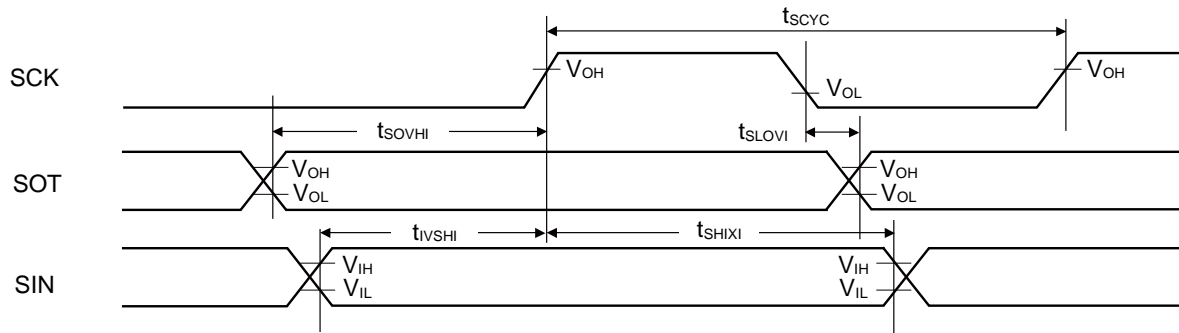 tSCYC
SCK
VOH
VOL
VOH
tSOVHI
tSLOVI
SOT
VOH
VOL
VOH
VOL
tIVSHI
tSHIXI
SIN
VIH
VIL
VIH
VIL